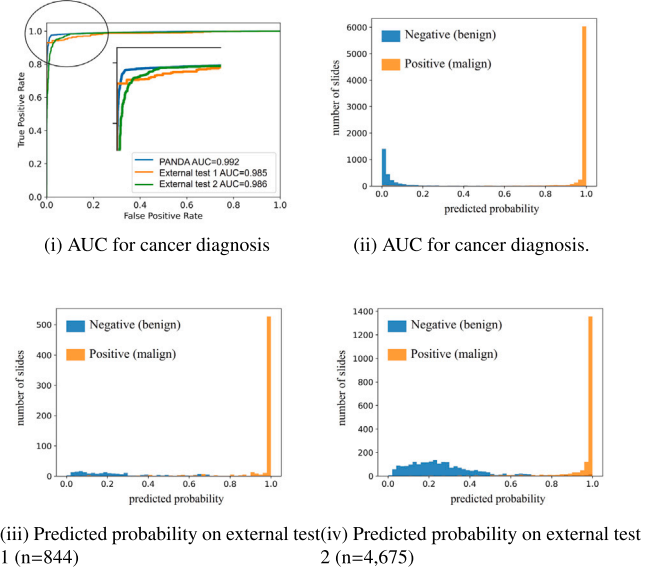 1.0
0.8
0.6
0.4
0.2
0.0
True Positive Rate
PANDA AUC=0.992
External test 1 AUC=0.985
External test 2 AUC=0.986
0.0 0.2 0.4 0.6 0.8 1.0
False Positive Rate
(i) AUC for cancer diagnosis
6000
5000
4000
3000
2000
1000
0
number of slides
Negative (benign)
Positive (malign)
0.0 0.2 0.4 0.6 0.8 1.0
predicted probability
(ii) AUC for cancer diagnosis.
500
400
300
200
100
0
number of slides
Negative (benign)
Positive (malign)
0.0 0.2 0.4 0.6 0.8 1.0
predicted probability
(iii) Predicted probability on external test
1 (n=844)
1400
1200
1000
800
600
400
200
0
number of slides
Negative (benign)
Positive (malign)
0.0 0.2 0.4 0.6 0.8 1.0
predicted probability
(iv) Predicted probability on external test
2 (n=4,675)